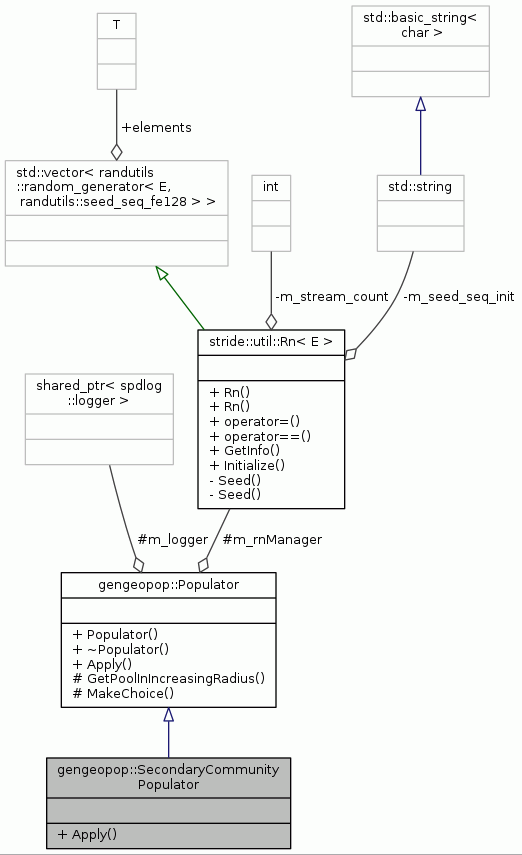 T
std::basic_string<
char >
+elements
std::vector< randutils
::random_generator< E,
randutils::seed_seq_fe128 > >
int
std::string
-m_stream_count
-m_seed_seq_init
stride::util::Rn< E >
+ Rn()
+ Rn()
+ operator=()
+ operator==()
+ GetInfo()
+ Initialize()
- Seed()
- Seed()
shared_ptr< spdlog
::logger >
#m_logger
#m_rnManager
gengeopop::Populator
+ Populator()
+ ~Populator()
+ Apply()
# GetPoolInIncreasingRadius()
# MakeChoice()
gengeopop::SecondaryCommunity
Populator
+ Apply()